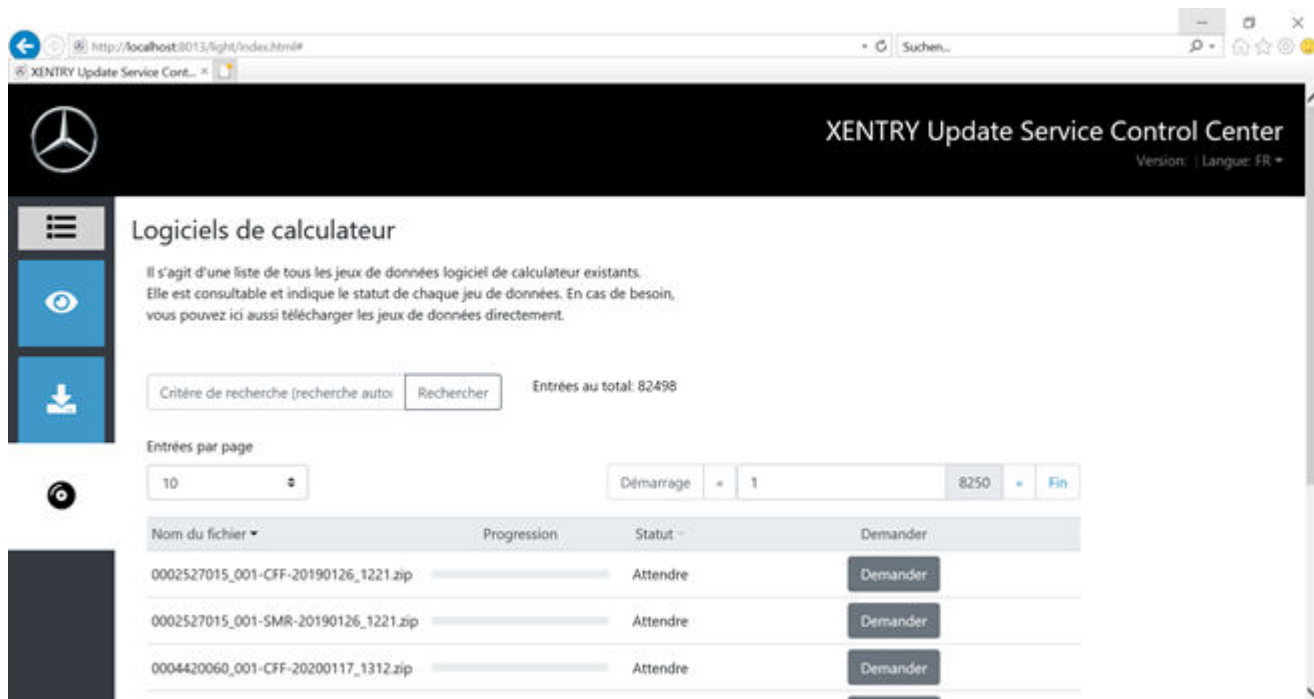 http://localhost:8013/light/index.html#
Suchen...
XENTRY Update Service Cont...
XENTRY Update Service Control Center
Version: | Langue: FR
Logiciels de calculateur
Il s'agit d'une liste de tous les jeux de données logiciel de calculateur existants.
Elle est consultable et indique le statut de chaque jeu de données. En cas de besoin,
vous pouvez ici aussi télécharger les jeux de données directement.
Critère de recherche (recherche auto Rechercher Entrées au total: 82498
Entrées par page
10 Démarrage « 1 8250 » Fin
Nom du fichier Progression Statut Demander
0002527015_001-CFF-20190126_1221.zip Attendre Demander
0002527015_001-SMR-20190126_1221.zip Attendre Demander
0004420060_001-CFF-20200117_1312.zip Attendre Demander